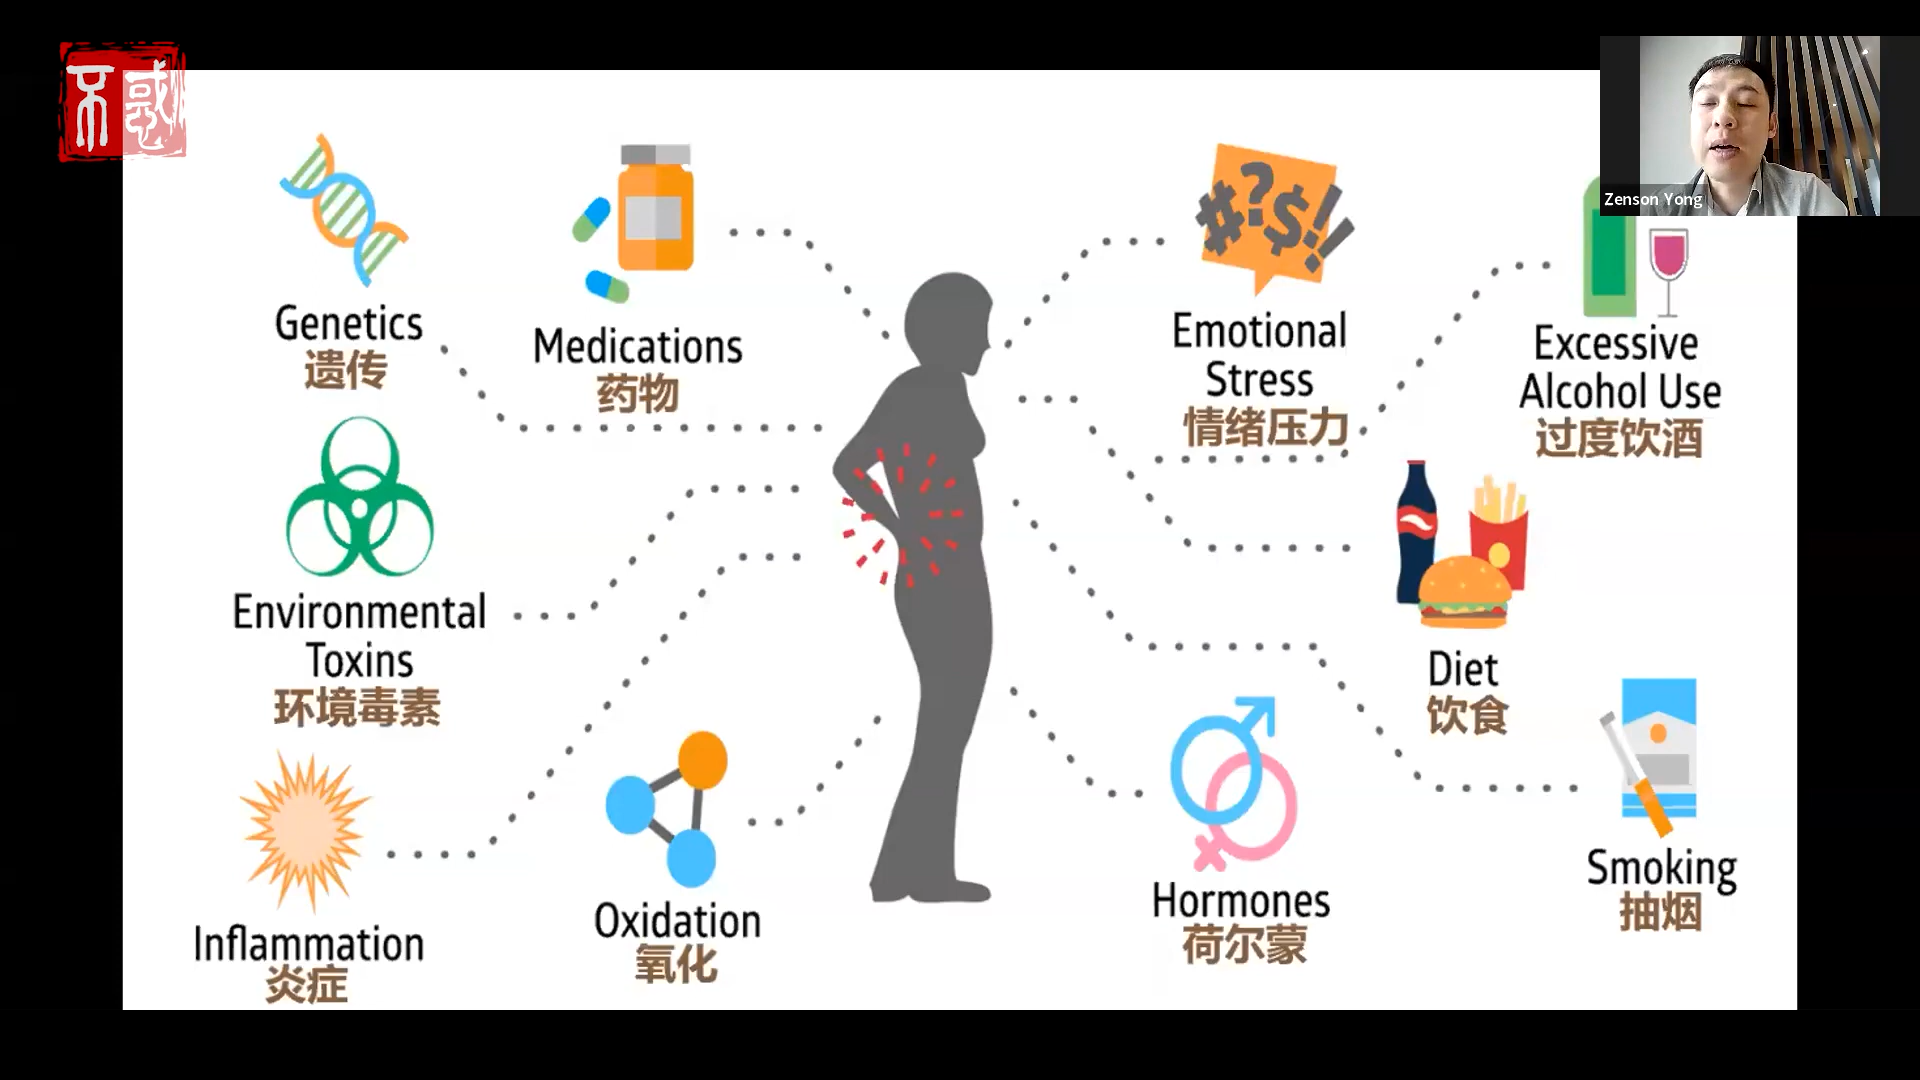 不惑
Zenson Yong
Genetics
遗传
Medications
药物
#?$!/
Emotional
Stress
情绪压力
Excessive
Alcohol Use
过度饮酒
Environmental
Toxins
环境毒素
Diet
饮食
Inflammation
炎症
Oxidation
氧化
Hormones
荷尔蒙
Smoking
抽烟